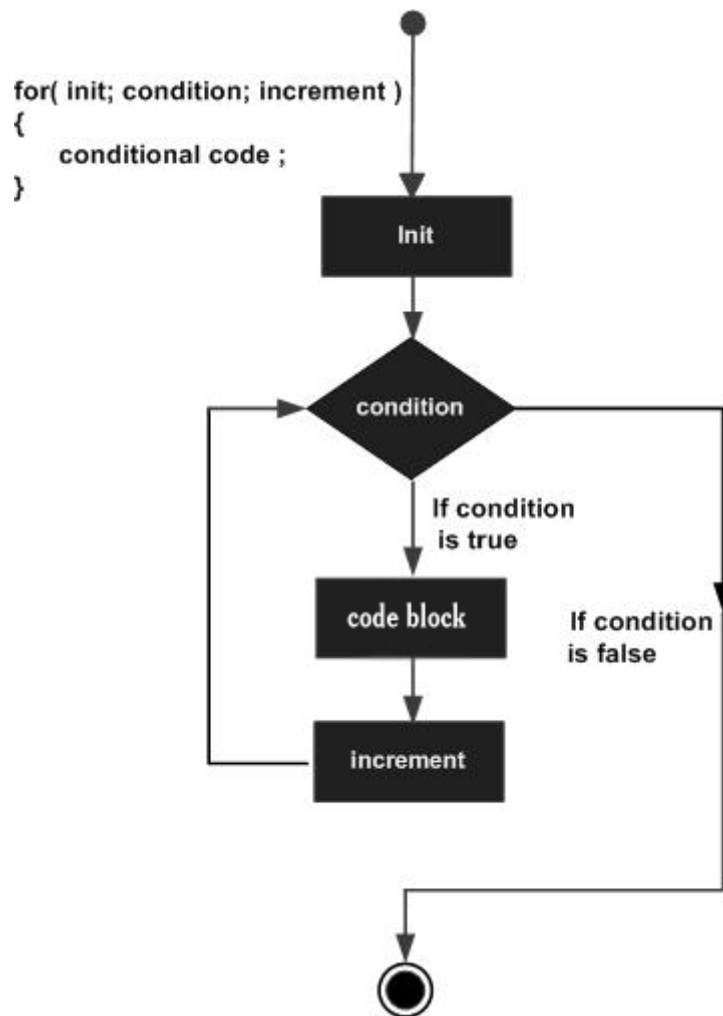 for( init; condition; increment )
{
conditional code ;
}
Init
condition
If condition
is true
code block
If condition
is false
increment